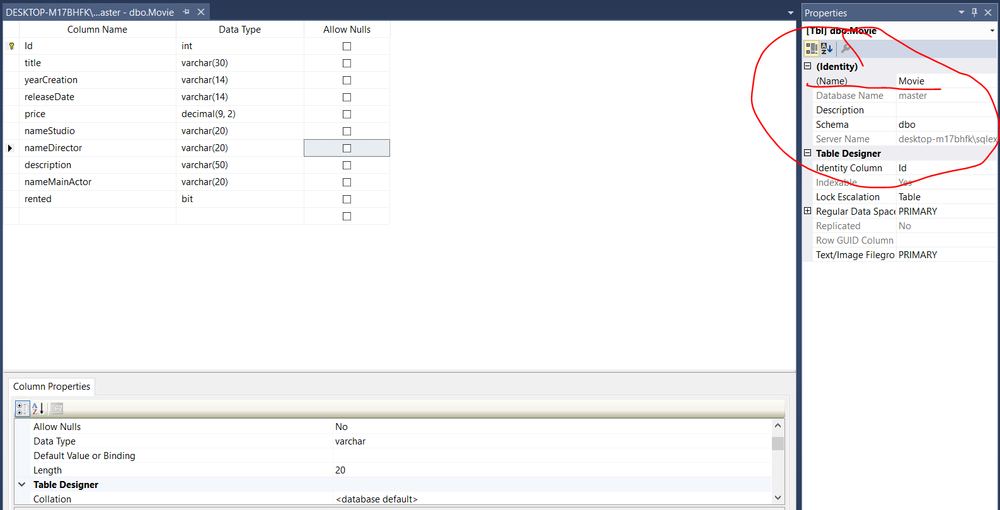 DESKTOP-M17BHFK\...aster - dbo.Movie
Column Name Data Type Allow Nulls
Id int
title varchar(30)
yearCreation varchar(14)
releaseDate varchar(14)
price decimal(9, 2)
nameStudio varchar(20)
nameDirector varchar(20)
description varchar(50)
nameMainActor varchar(20)
rented bit
Column Properties
Allow Nulls No
Data Type varchar
Default Value or Binding
Length 20
Table Designer
Collation <database default>
Properties
[Tbl] dbo.Movie
(Identity)
(Name) Movie
Database Name master
Description
Schema dbo
Server Name desktop-m17bhfk\sqlex
Table Designer
Identity Column Id
Indexable Yes
Lock Escalation Table
Regular Data Space PRIMARY
Replicated No
Row GUID Column
Text/Image Filegro PRIMARY